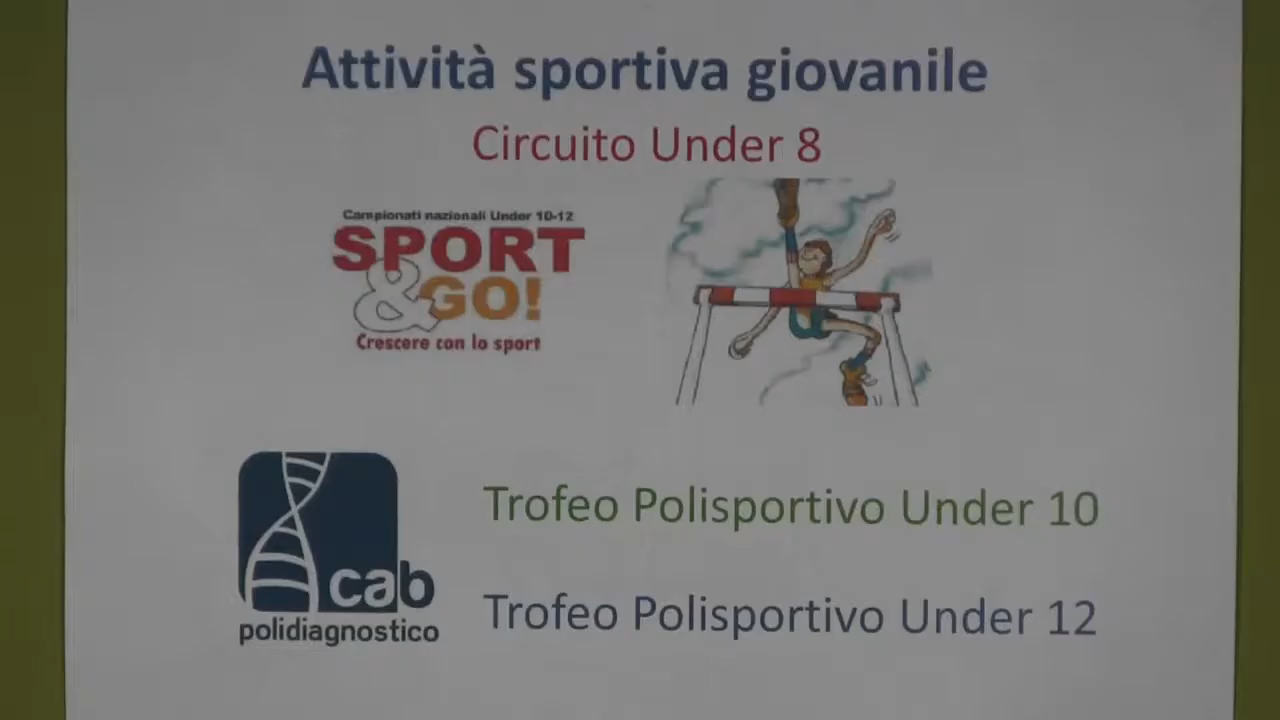 Attività sportiva giovanile
Circuito Under 8
Campionati nazionali Under 10-12
SPORT
&GO!
Crescere con lo sport
Trofeo Polisportivo Under 10
cab
polidiagnostico
Trofeo Polisportivo Under 12